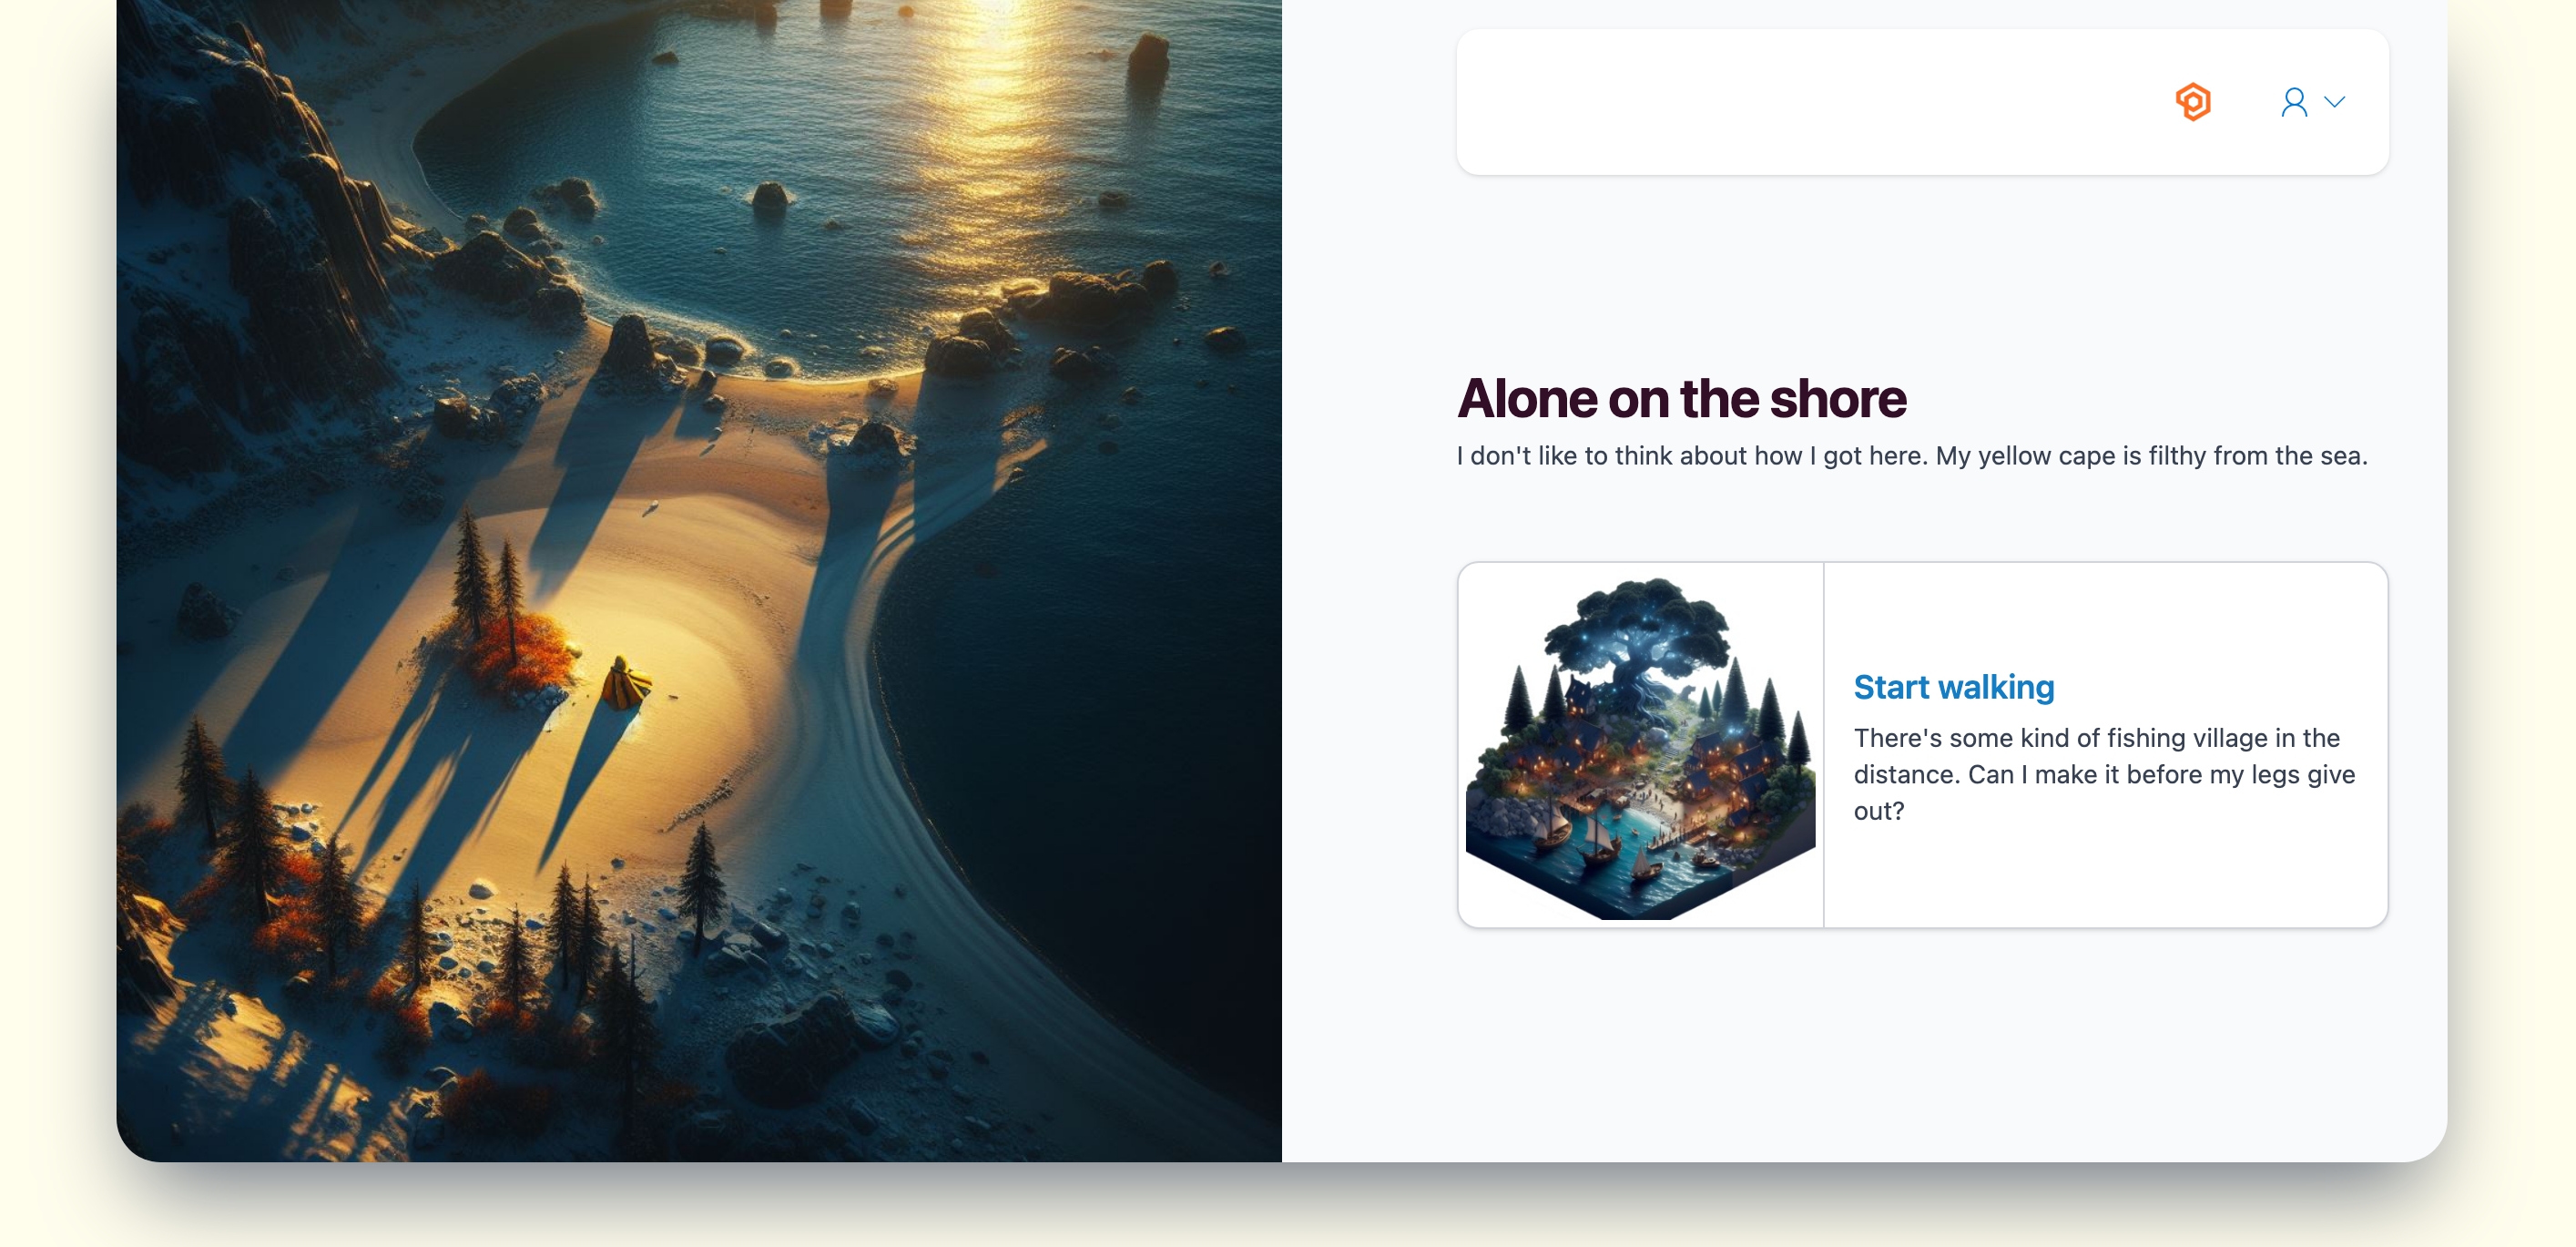 Alone on the shore
I don't like to think about how I got here. My yellow cape is filthy from the sea.
Start walking
There's some kind of fishing village in the
distance. Can I make it before my legs give
out?